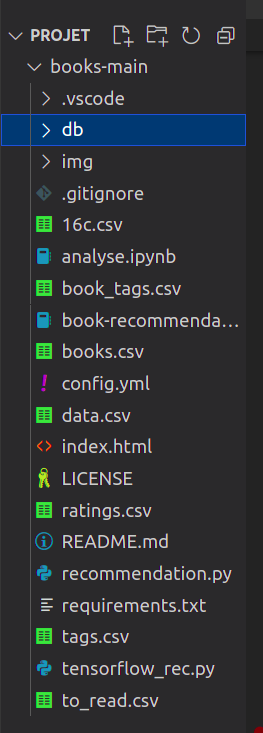 PROJET
books-main
.vscode
db
img
.gitignore
16c.csv
analyse.ipynb
book_tags.csv
book-recommenda...
books.csv
config.yml
data.csv
index.html
LICENSE
ratings.csv
README.md
recommendation.py
requirements.txt
tags.csv
tensorflow_rec.py
to_read.csv